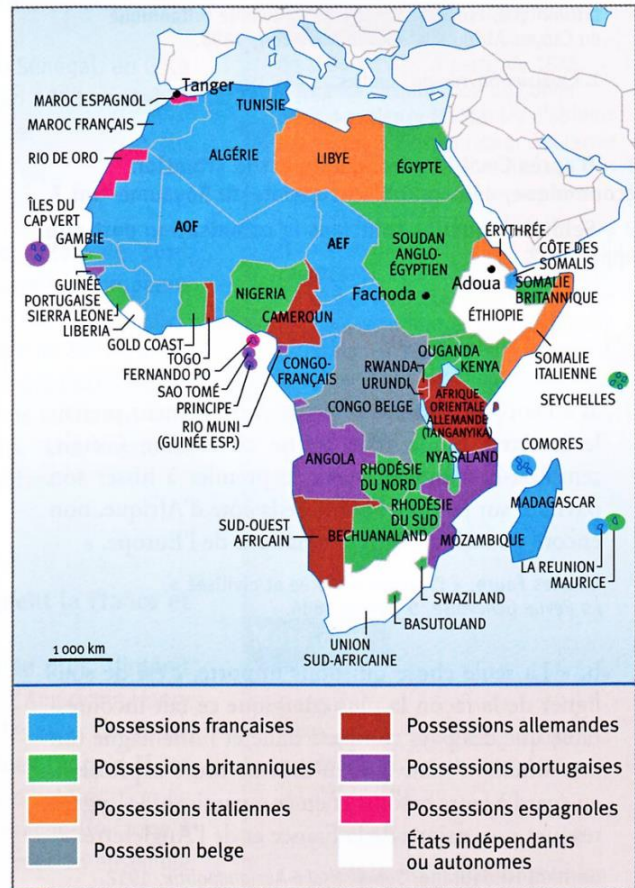 Tanger
MAROC ESPAGNOL
MAROC FRANÇAIS
TUNISIE
ALGÉRIE
LIBYE
ÉGYPTE
RIO DE ORO
ÎLES DU
CAP VERT
AOF
AEF
SOUDAN
ANGLO-
ÉGYPTIEN
ÉRYTHRÉE
CÔTE DES
SOMALIS
GAMBIE
Fachoda
Adoua
SOMALIE
BRITANNIQUE
GUINÉE
PORTUGAISE
SIERRA LEONE
LIBERIA
NIGERIA
ÉTHIOPIE
GOLD COAST
CAMEROUN
TOGO
FERNANDO PO
SAO TOMÉ
PRINCIPE
RIO MUNI
(GUINÉE ESP.)
CONGO-
FRANÇAIS
OUGANDA
KENYA
SOMALIE
ITALIENNE
RWANDA
URUNDI
CONGO BELGE
AFRIQUE
ORIENTALE
ALLEMANDE
(TANGANYIKA)
SEYCHELLES
ANGOLA
RHODÉSIE
DU NORD
NYASALAND
COMORES
RHODÉSIE
DU SUD
MADAGASCAR
SUD-OUEST
AFRICAIN
BECHUANALAND
MOZAMBIQUE
LA REUNION
MAURICE
SWAZILAND
BASUTOLAND
UNION
SUD-AFRICAINE
1 000 km
Possessions françaises
Possessions britanniques
Possessions italiennes
Possession belge
Possessions allemandes
Possessions portugaises
Possessions espagnoles
États indépendants
ou autonomes